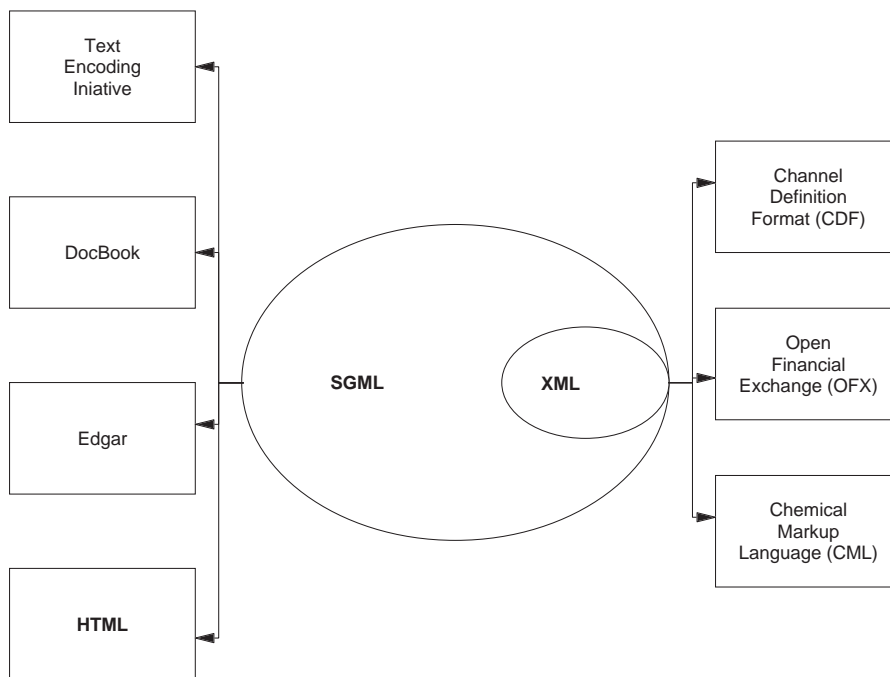 Text
Encoding
Iniative
DocBook
Edgar
HTML
SGML
XML
Channel
Definition
Format (CDF)
Open
Financial
Exchange (OFX)
Chemical
Markup
Language (CML)